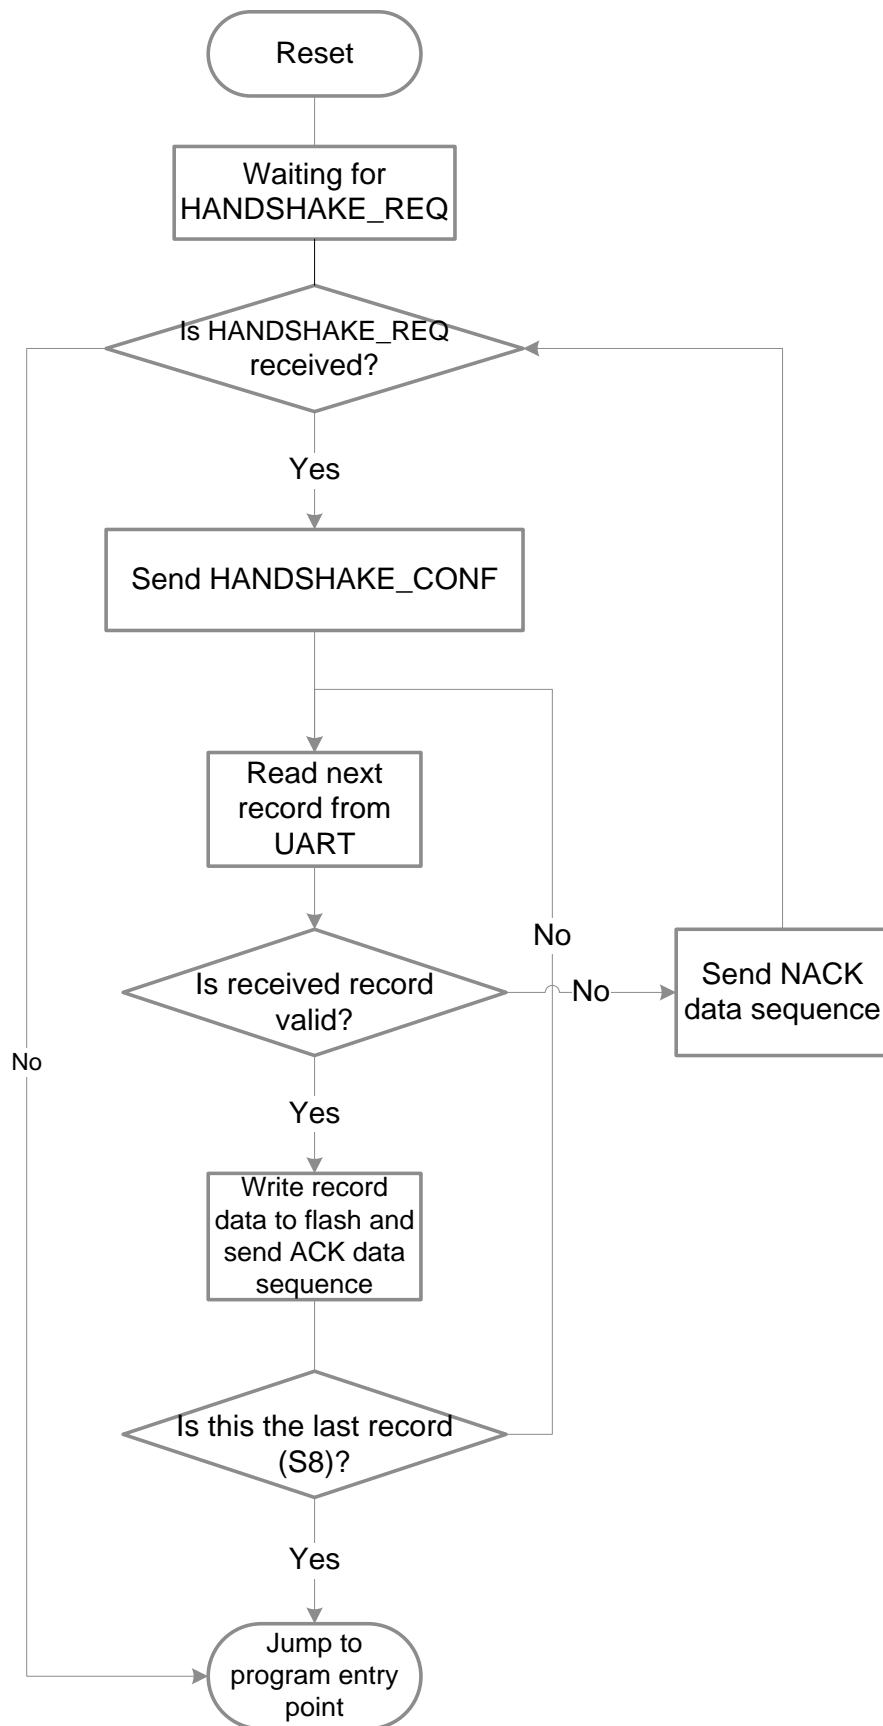 Reset
Waiting for
HANDSHAKE_REQ
Is HANDSHAKE_REQ
received?
Yes
Send HANDSHAKE_CONF
Read next
record from
UART
No
Is received record
valid?
No
Send NACK
data sequence
No
Yes
Write record
data to flash and
send ACK data
sequence
Is this the last record
(S8)?
Yes
Jump to
program entry
point